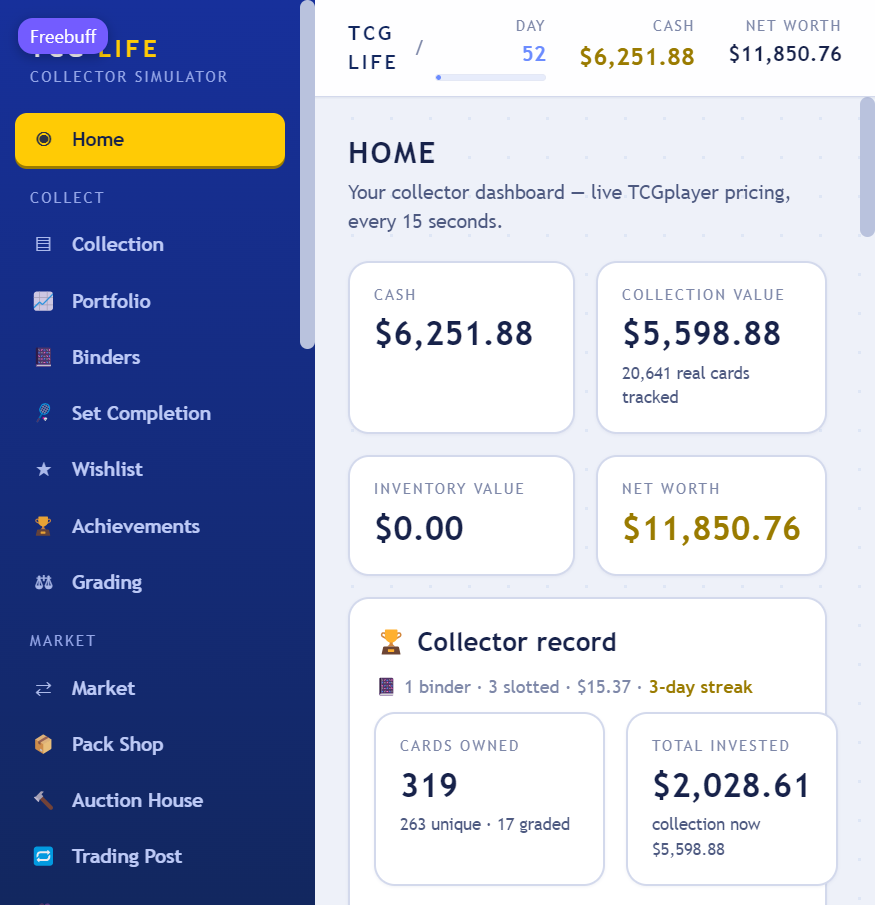 Freebuff
LIFE
COLLECTOR SIMULATOR
Home
COLLECT
Collection
Portfolio
Binders
Set Completion
Wishlist
Achievements
Grading
MARKET
Market
Pack Shop
Auction House
Trading Post
TCG
LIFE
/
DAY
52
CASH
$6,251.88
NET WORTH
$11,850.76
HOME
Your collector dashboard — live TCGplayer pricing,
every 15 seconds.
CASH
$6,251.88
COLLECTION VALUE
$5,598.88
20,641 real cards
tracked
INVENTORY VALUE
$0.00
NET WORTH
$11,850.76
Collector record
1 binder · 3 slotted · $15.37 · 3-day streak
CARDS OWNED
319
263 unique · 17 graded
TOTAL INVESTED
$2,028.61
collection now
$5,598.88